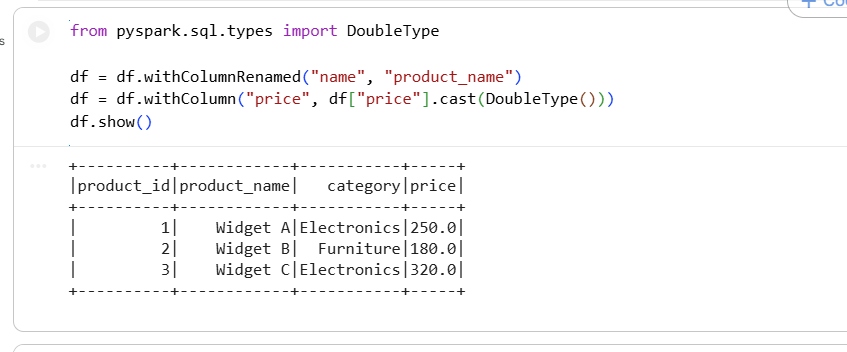 + Co
s
from pyspark.sql.types import DoubleType
df = df.withColumnRenamed("name", "product_name")
df = df.withColumn("price", df["price"].cast(DoubleType()))
df.show()
+----------+------------+-----------+-----+
|product_id|product_name|   category|price|
+----------+------------+-----------+-----+
|         1|    Widget A|Electronics|250.0|
|         2|    Widget B|  Furniture|180.0|
|         3|    Widget C|Electronics|320.0|
+----------+------------+-----------+-----+